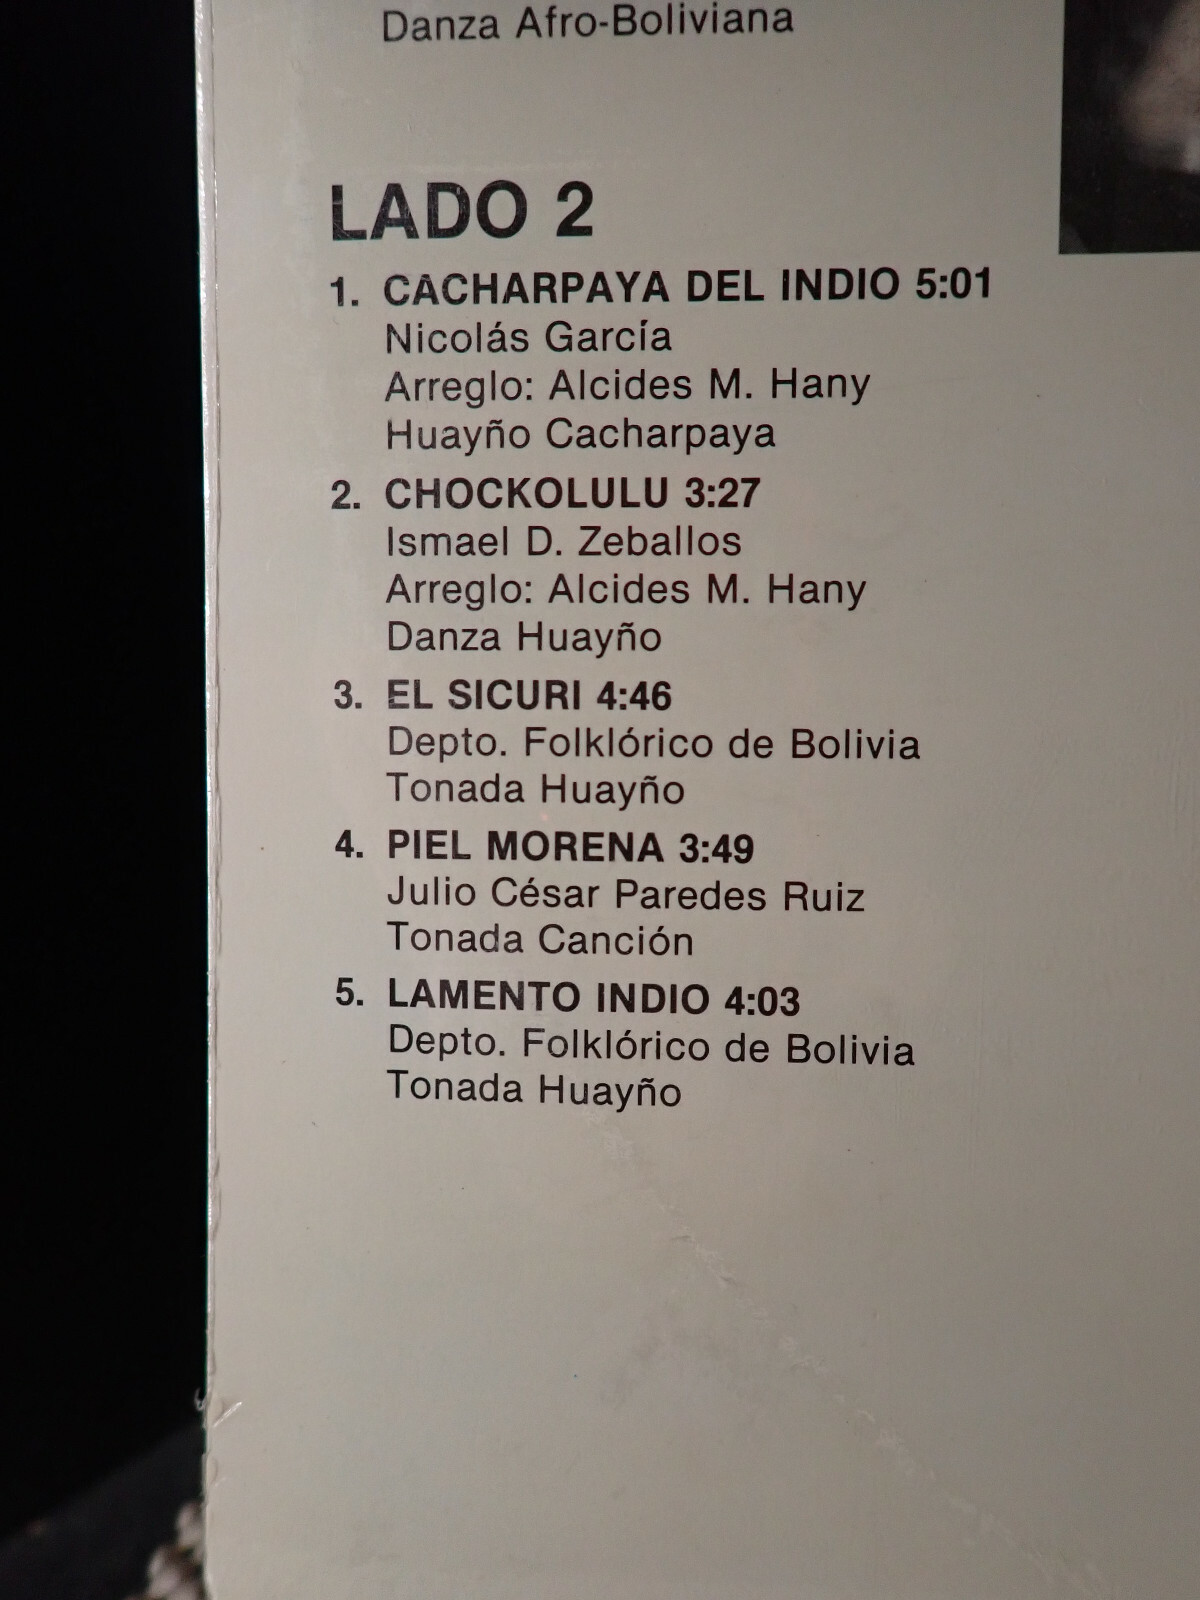 Danza Afro-Boliviana
LADO 2
1. CACHARPAYA DEL INDIO 5:01
Nicolás García
Arreglo: Alcides M. Hany
Huayño Cacharpaya
2. CHOCKOLULU 3:27
Ismael D. Zeballos
Arreglo: Alcides M. Hany
Danza Huayño
3. EL SICURI 4:46
Depto. Folklórico de Bolivia
Tonada Huayño
4. PIEL MORENA 3:49
Julio César Paredes Ruiz
Tonada Canción
5. LAMENTO INDIO 4:03
Depto. Folklórico de Bolivia
Tonada Huayño